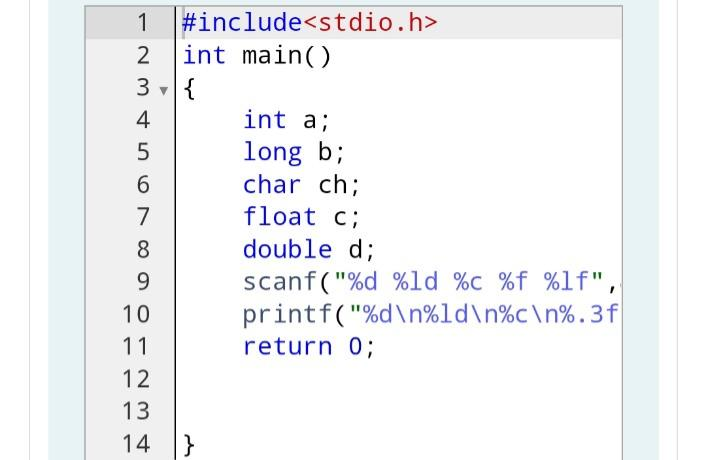 1 #include<stdio.h>
2 int main()
3 {
4 int a;
5 long b;
6 char ch;
7 float c;
8 double d;
9 scanf("%d %ld %c %f %lf",
10 printf("%d\n%ld\n%c\n%.3f
11 return 0;
12
13
14 }